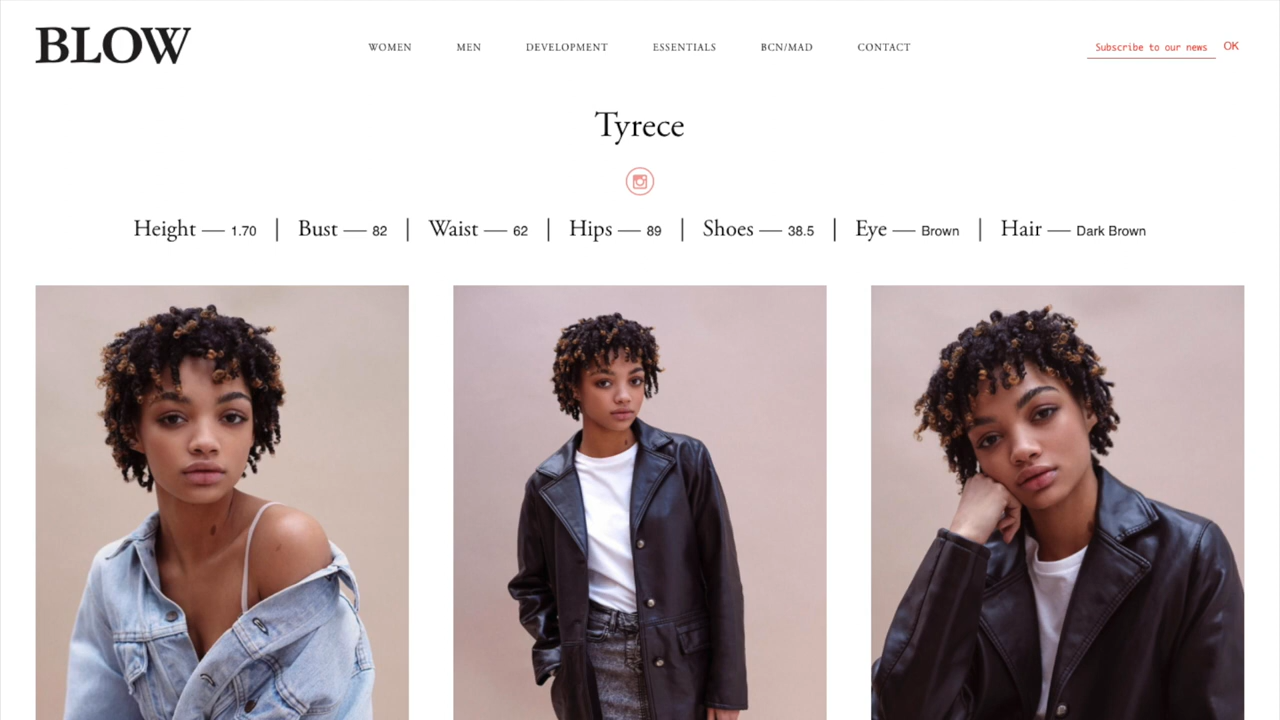 BLOW
WOMEN MEN DEVELOPMENT ESSENTIALS BCN/MAD CONTACT
Subscribe to our news OK
Tyrece
Height — 1.70 | Bust — 82 | Waist — 62 | Hips — 89 | Shoes — 38.5 | Eye — Brown | Hair — Dark Brown